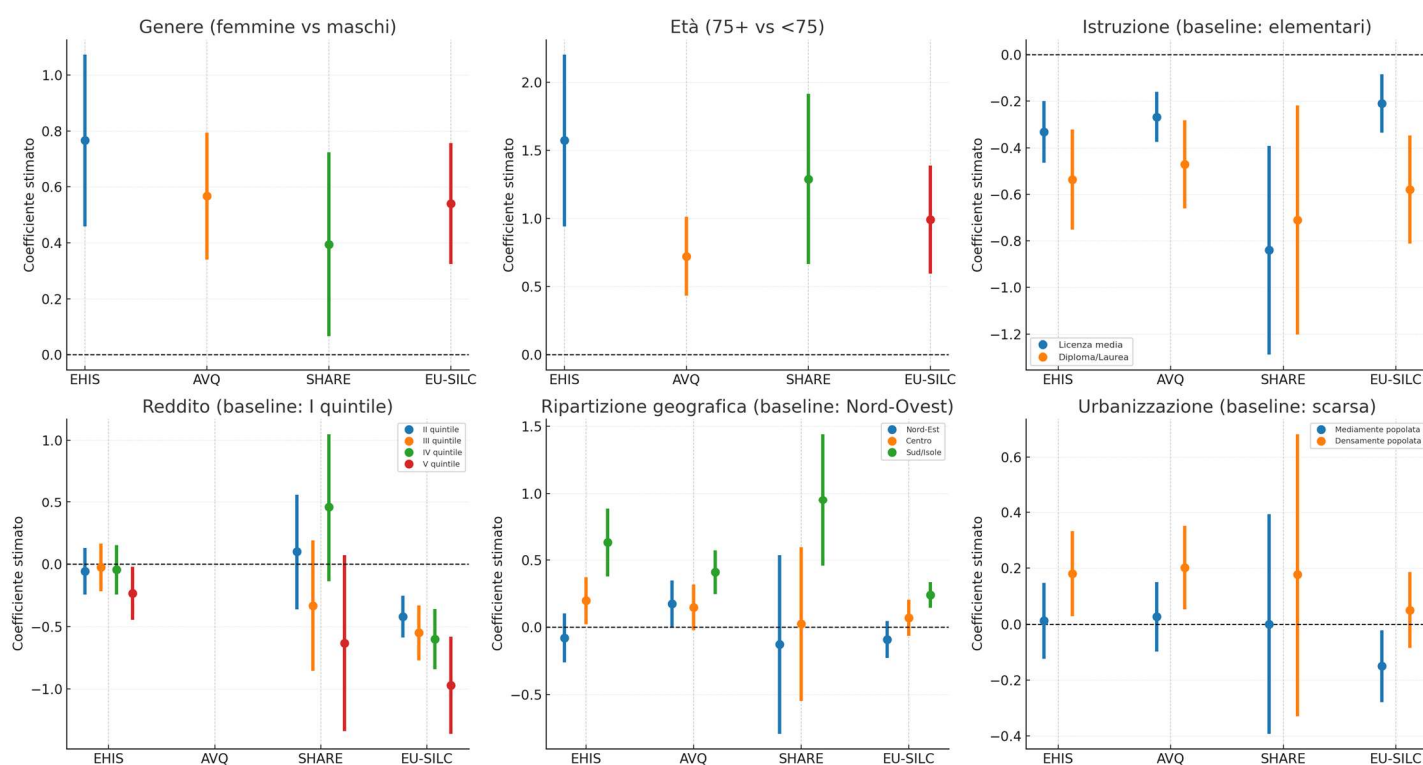 Genere (femmine vs maschi)
Coefficiente stimato
1.0
0.8
0.6
0.4
0.2
0.0
EHIS
AVQ
SHARE
EU-SILC
Età (75+ vs <75)
Coefficiente stimato
2.0
1.5
1.0
0.5
0.0
EHIS
AVQ
SHARE
EU-SILC
Istruzione (baseline: elementari)
Coefficiente stimato
0.0
−0.2
−0.4
−0.6
−0.8
−1.0
−1.2
Licenza media
Diploma/Laurea
EHIS
AVQ
SHARE
EU-SILC
Reddito (baseline: I quintile)
Coefficiente stimato
1.0
0.5
0.0
−0.5
−1.0
II quintile
III quintile
IV quintile
V quintile
EHIS
AVQ
SHARE
EU-SILC
Ripartizione geografica (baseline: Nord-Ovest)
Coefficiente stimato
1.5
1.0
0.5
0.0
−0.5
Nord-Est
Centro
Sud/Isole
EHIS
AVQ
SHARE
EU-SILC
Urbanizzazione (baseline: scarsa)
Coefficiente stimato
0.6
0.4
0.2
0.0
−0.2
−0.4
Mediamente popolata
Densamente popolata
EHIS
AVQ
SHARE
EU-SILC